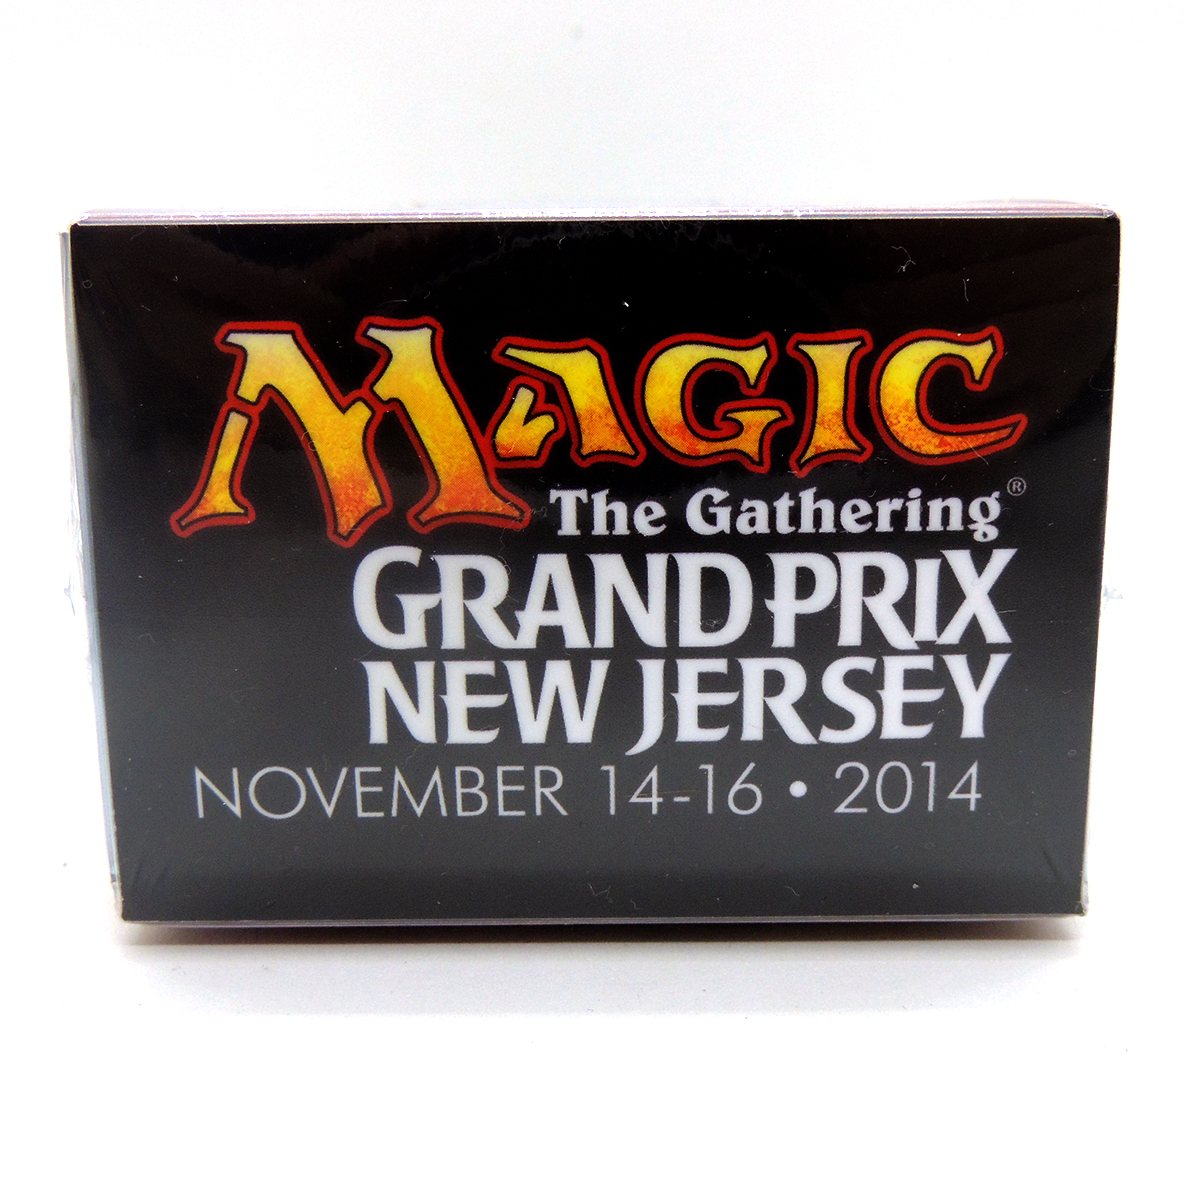 MAGIC
The Gathering®
GRAND PRIX
NEW JERSEY
NOVEMBER 14-16 • 2014